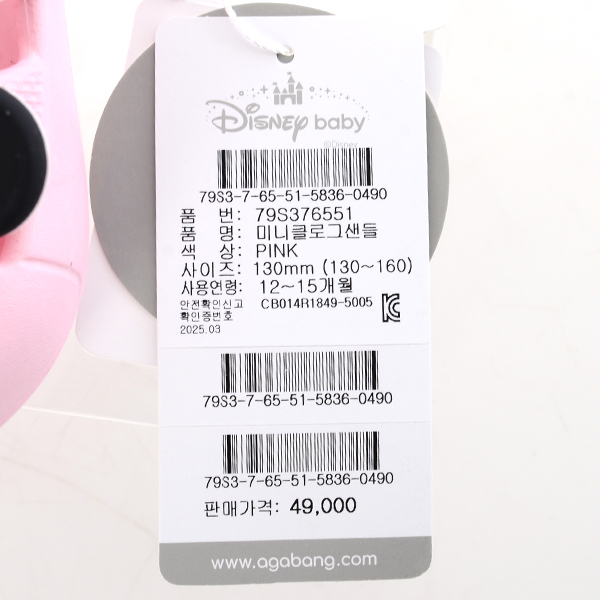 Disney baby
©Disney
79S3-7-65-51-5836-0490
품 번: 79S376551
품 명: 미니클로그샌들
색 상: PINK
사이즈: 130mm (130~160)
사용연령: 12~15개월
안전확인신고 CB014R1849-5005
확인증번호
2025.03
79S3-7-65-51-5836-0490
79S3-7-65-51-5836-0490
판매가격: 49,000
www.agabang.com